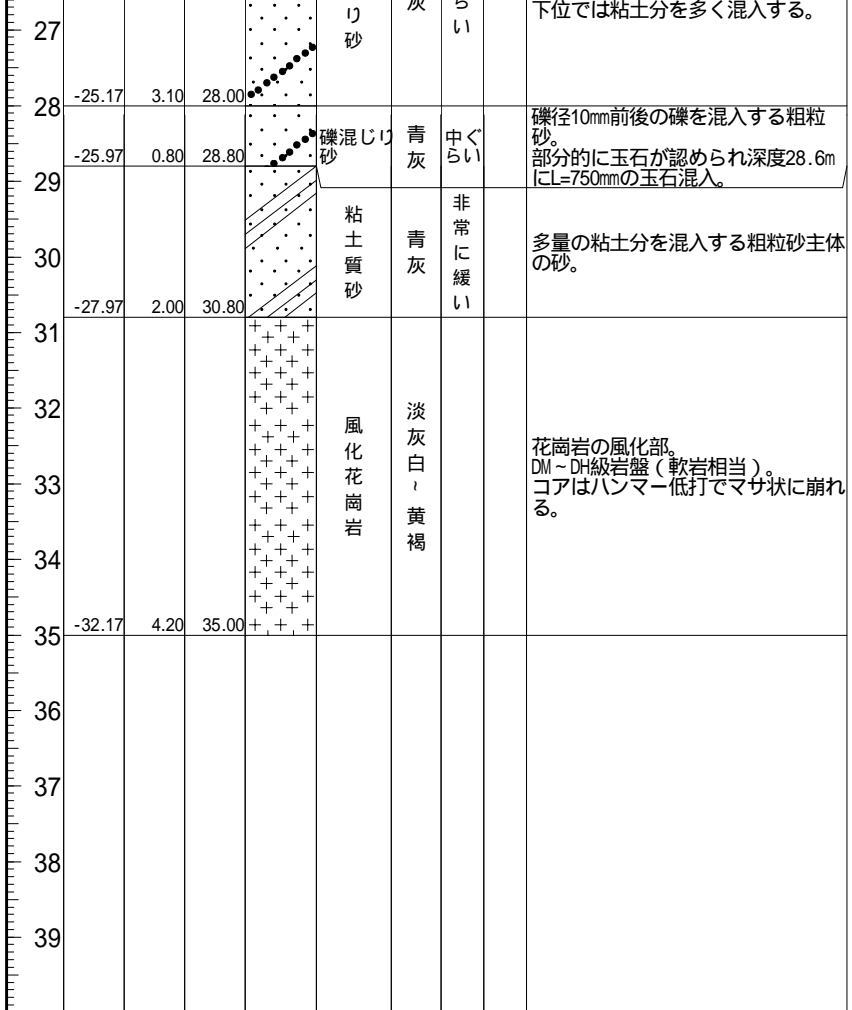 27
り
砂
灰
い
下位では粘土分を多く混入する。
28
-25.17 3.10 28.00
礫混じり
砂
青
灰
中ぐ
らい
礫径10mm前後の礫を混入する粗粒
砂。
部分的に玉石が認められ深度28.6m
にL=750mmの玉石混入。
-25.97 0.80 28.80
29
粘
土
質
砂
青
灰
非
常
に
緩
い
多量の粘土分を混入する粗粒砂主体
の砂。
30
-27.97 2.00 30.80
31
32
風
化
花
崗
岩
淡
灰
白
~
黄
褐
花崗岩の風化部。
DM~DH級岩盤(軟岩相当)。
コアはハンマー低打でマサ状に崩れ
る。
33
34
-32.17 4.20 35.00
35
36
37
38
39